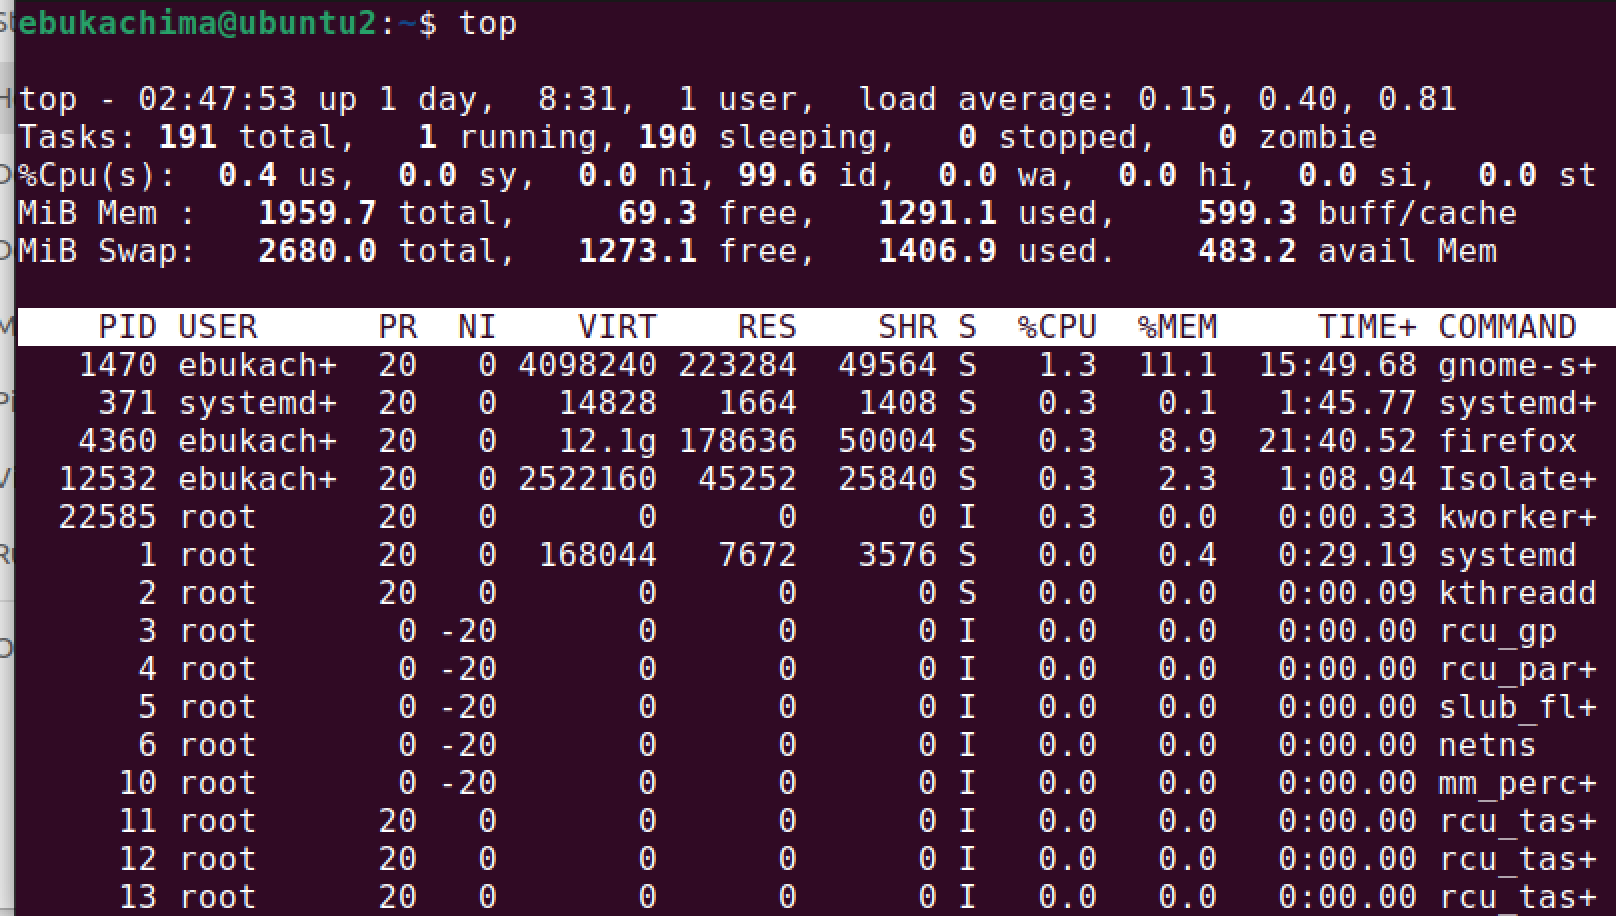 ebukachima@ubuntu2:~$ top
top - 02:47:53 up 1 day,  8:31,  1 user,  load average: 0.15, 0.40, 0.81
Tasks: 191 total,   1 running, 190 sleeping,   0 stopped,   0 zombie
%Cpu(s):  0.4 us,  0.0 sy,  0.0 ni, 99.6 id,  0.0 wa,  0.0 hi,  0.0 si,  0.0 st
MiB Mem :   1959.7 total,     69.3 free,   1291.1 used,    599.3 buff/cache
MiB Swap:   2680.0 total,   1273.1 free,   1406.9 used.    483.2 avail Mem
PID USER      PR  NI    VIRT    RES    SHR S  %CPU  %MEM     TIME+ COMMAND
1470 ebukach+  20   0 4098240 223284  49564 S   1.3  11.1  15:49.68 gnome-s+
371 systemd+  20   0   14828   1664   1408 S   0.3   0.1   1:45.77 systemd+
4360 ebukach+  20   0   12.1g 178636  50004 S   0.3   8.9  21:40.52 firefox
12532 ebukach+  20   0 2522160  45252  25840 S   0.3   2.3   1:08.94 Isolate+
22585 root      20   0       0      0      0 I   0.3   0.0   0:00.33 kworker+
1 root      20   0  168044   7672   3576 S   0.0   0.4   0:29.19 systemd
2 root      20   0       0      0      0 S   0.0   0.0   0:00.09 kthreadd
3 root       0 -20       0      0      0 I   0.0   0.0   0:00.00 rcu_gp
4 root       0 -20       0      0      0 I   0.0   0.0   0:00.00 rcu_par+
5 root       0 -20       0      0      0 I   0.0   0.0   0:00.00 slub_fl+
6 root       0 -20       0      0      0 I   0.0   0.0   0:00.00 netns
10 root       0 -20       0      0      0 I   0.0   0.0   0:00.00 mm_perc+
11 root      20   0       0      0      0 I   0.0   0.0   0:00.00 rcu_tas+
12 root      20   0       0      0      0 I   0.0   0.0   0:00.00 rcu_tas+
13 root      20   0       0      0      0 I   0.0   0.0   0:00.00 rcu_tas+